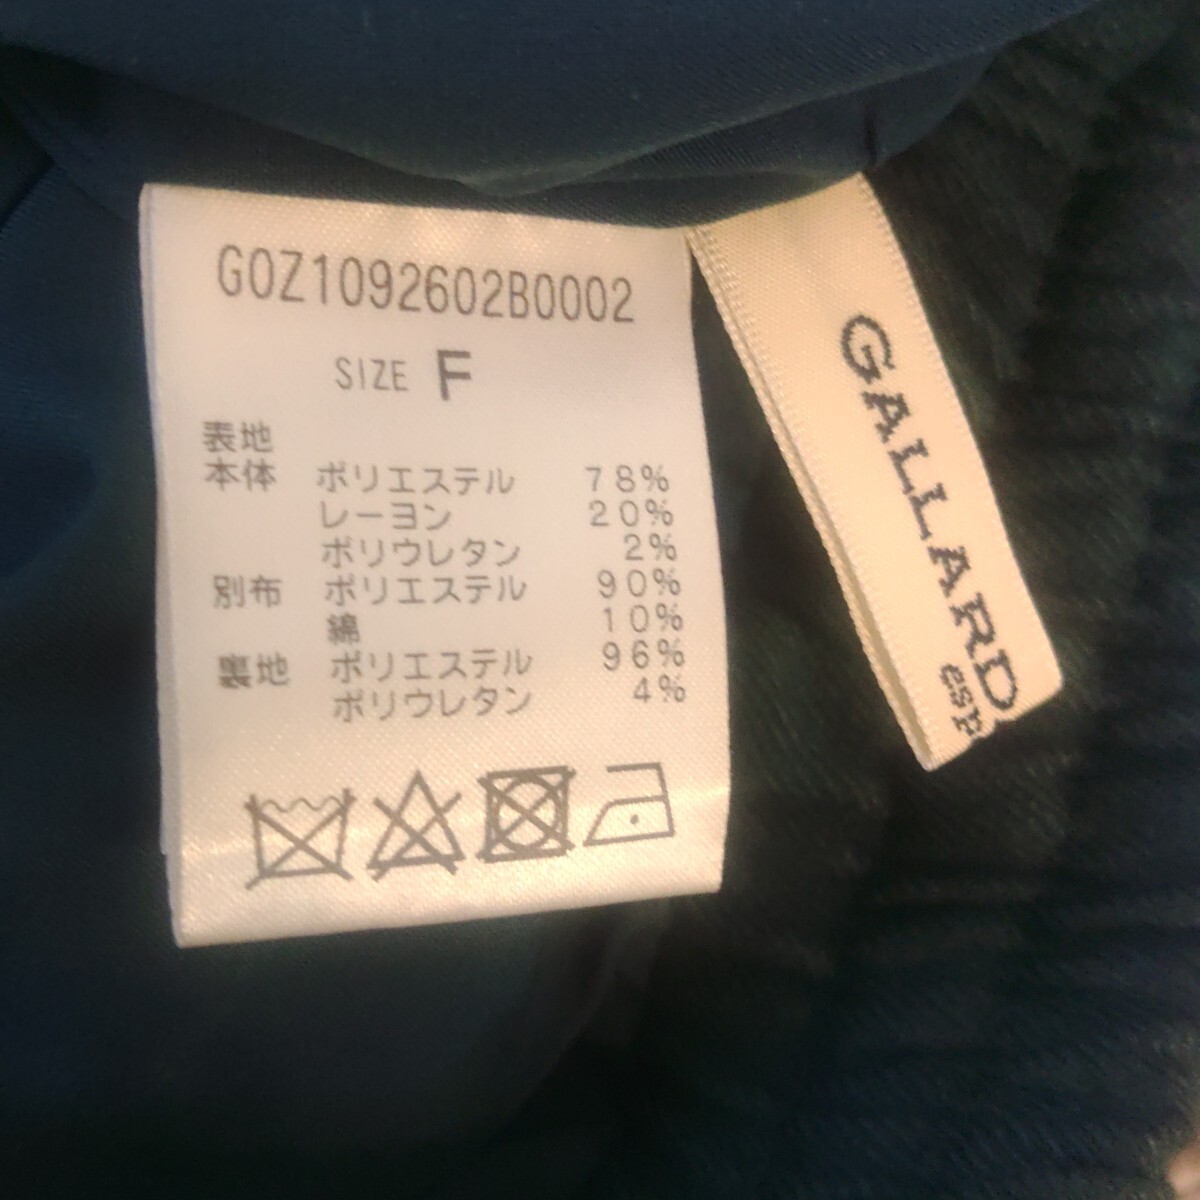 G0Z1092602B0002
SIZE F
表地
本体 ポリエステル 78%
レーヨン 20%
ポリウレタン 2%
別布 ポリエステル 90%
綿 10%
裏地 ポリエステル 96%
ポリウレタン 4%
GALLARD
esp